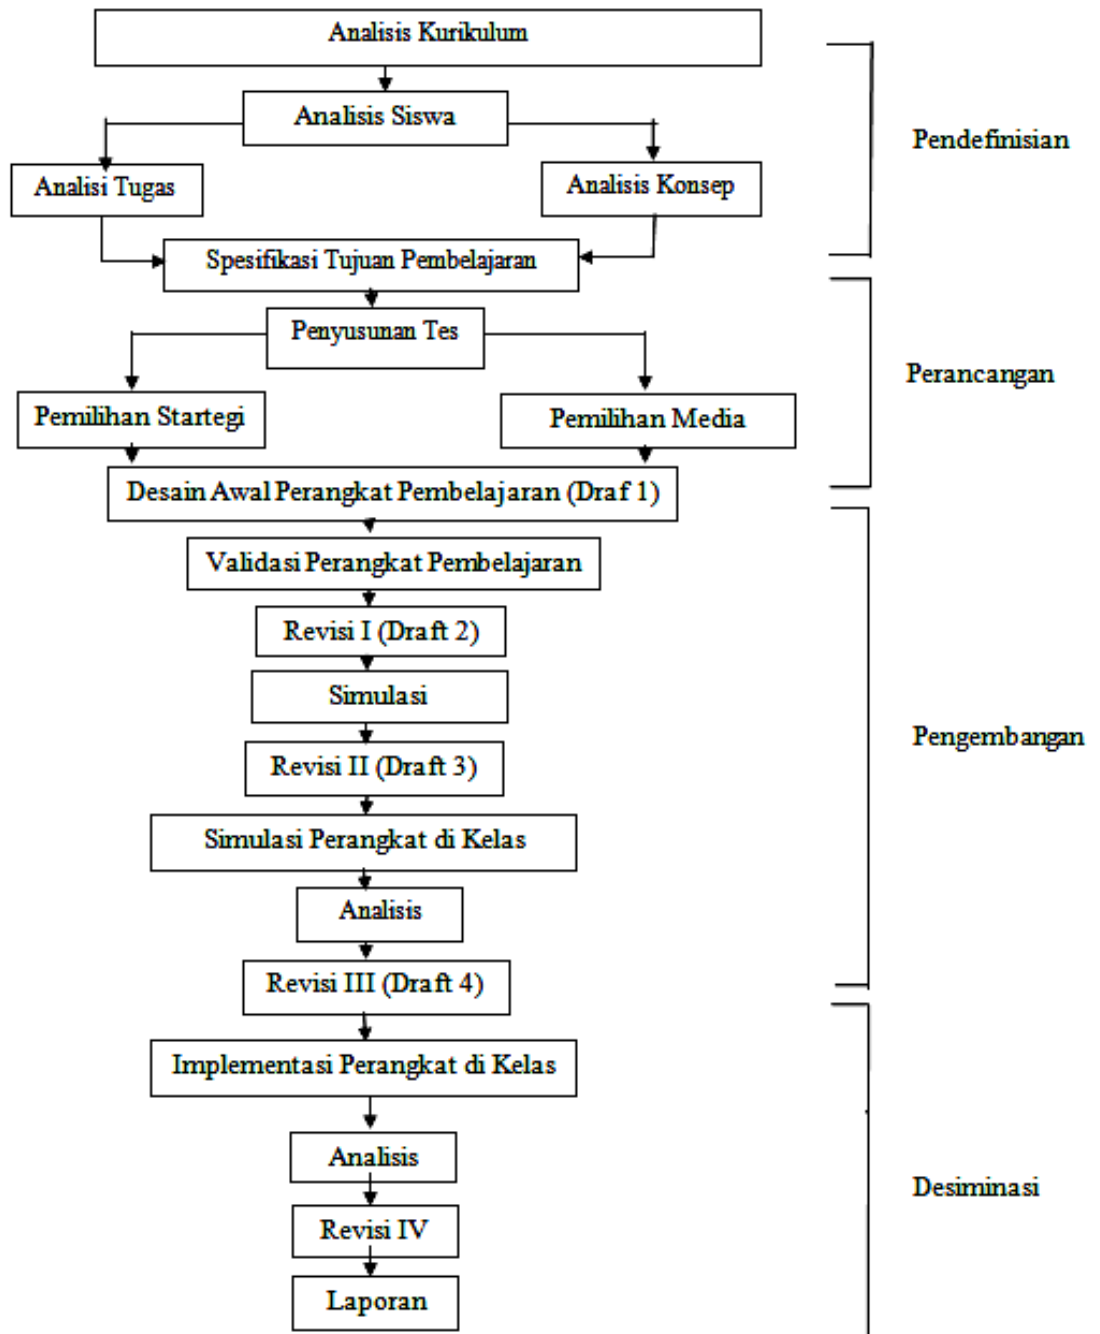 Analisis Kurikulum
Analisis Siswa
Pendefinisian
Analisi Tugas
Analisis Konsep
Spesifikasi Tujuan Pembelajaran
Penyusunan Tes
Perancangan
Pemilihan Startegi
Pemilihan Media
Desain Awal Perangkat Pembelajaran (Draf 1)
Validasi Perangkat Pembelajaran
Revisi I (Draft 2)
Simulasi
Pengembangan
Revisi II (Draft 3)
Simulasi Perangkat di Kelas
Analisis
Revisi III (Draft 4)
Implementasi Perangkat di Kelas
Analisis
Desiminasi
Revisi IV
Laporan